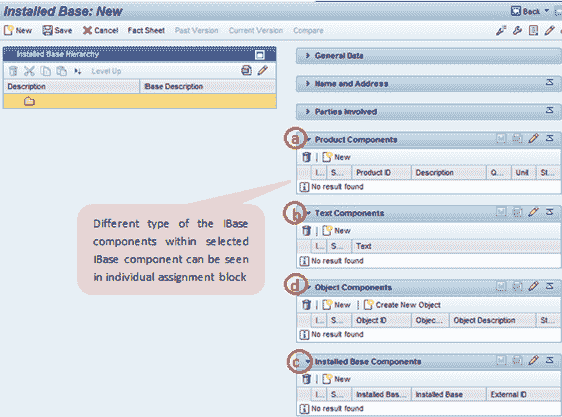 Installed Base: New
Back
New Save Cancel Fact Sheet Past Version Current Version Compare
Installed Base Hierarchy
Level Up
Description IBase Description
General Data
Name and Address
Parties Involved
a Product Components
New
I... S... Product ID Description Q... Unit St...
No result found
Different type of the IBase
components within selected
IBase component can be seen
in individual assignment block
b Text Components
New
I... S... Text
No result found
d Object Components
New Create New Object
I... S... Object ID Objec... Object Description St...
No result found
c Installed Base Components
New
I... S... Installed Bas... Installed Base External ID
No result found